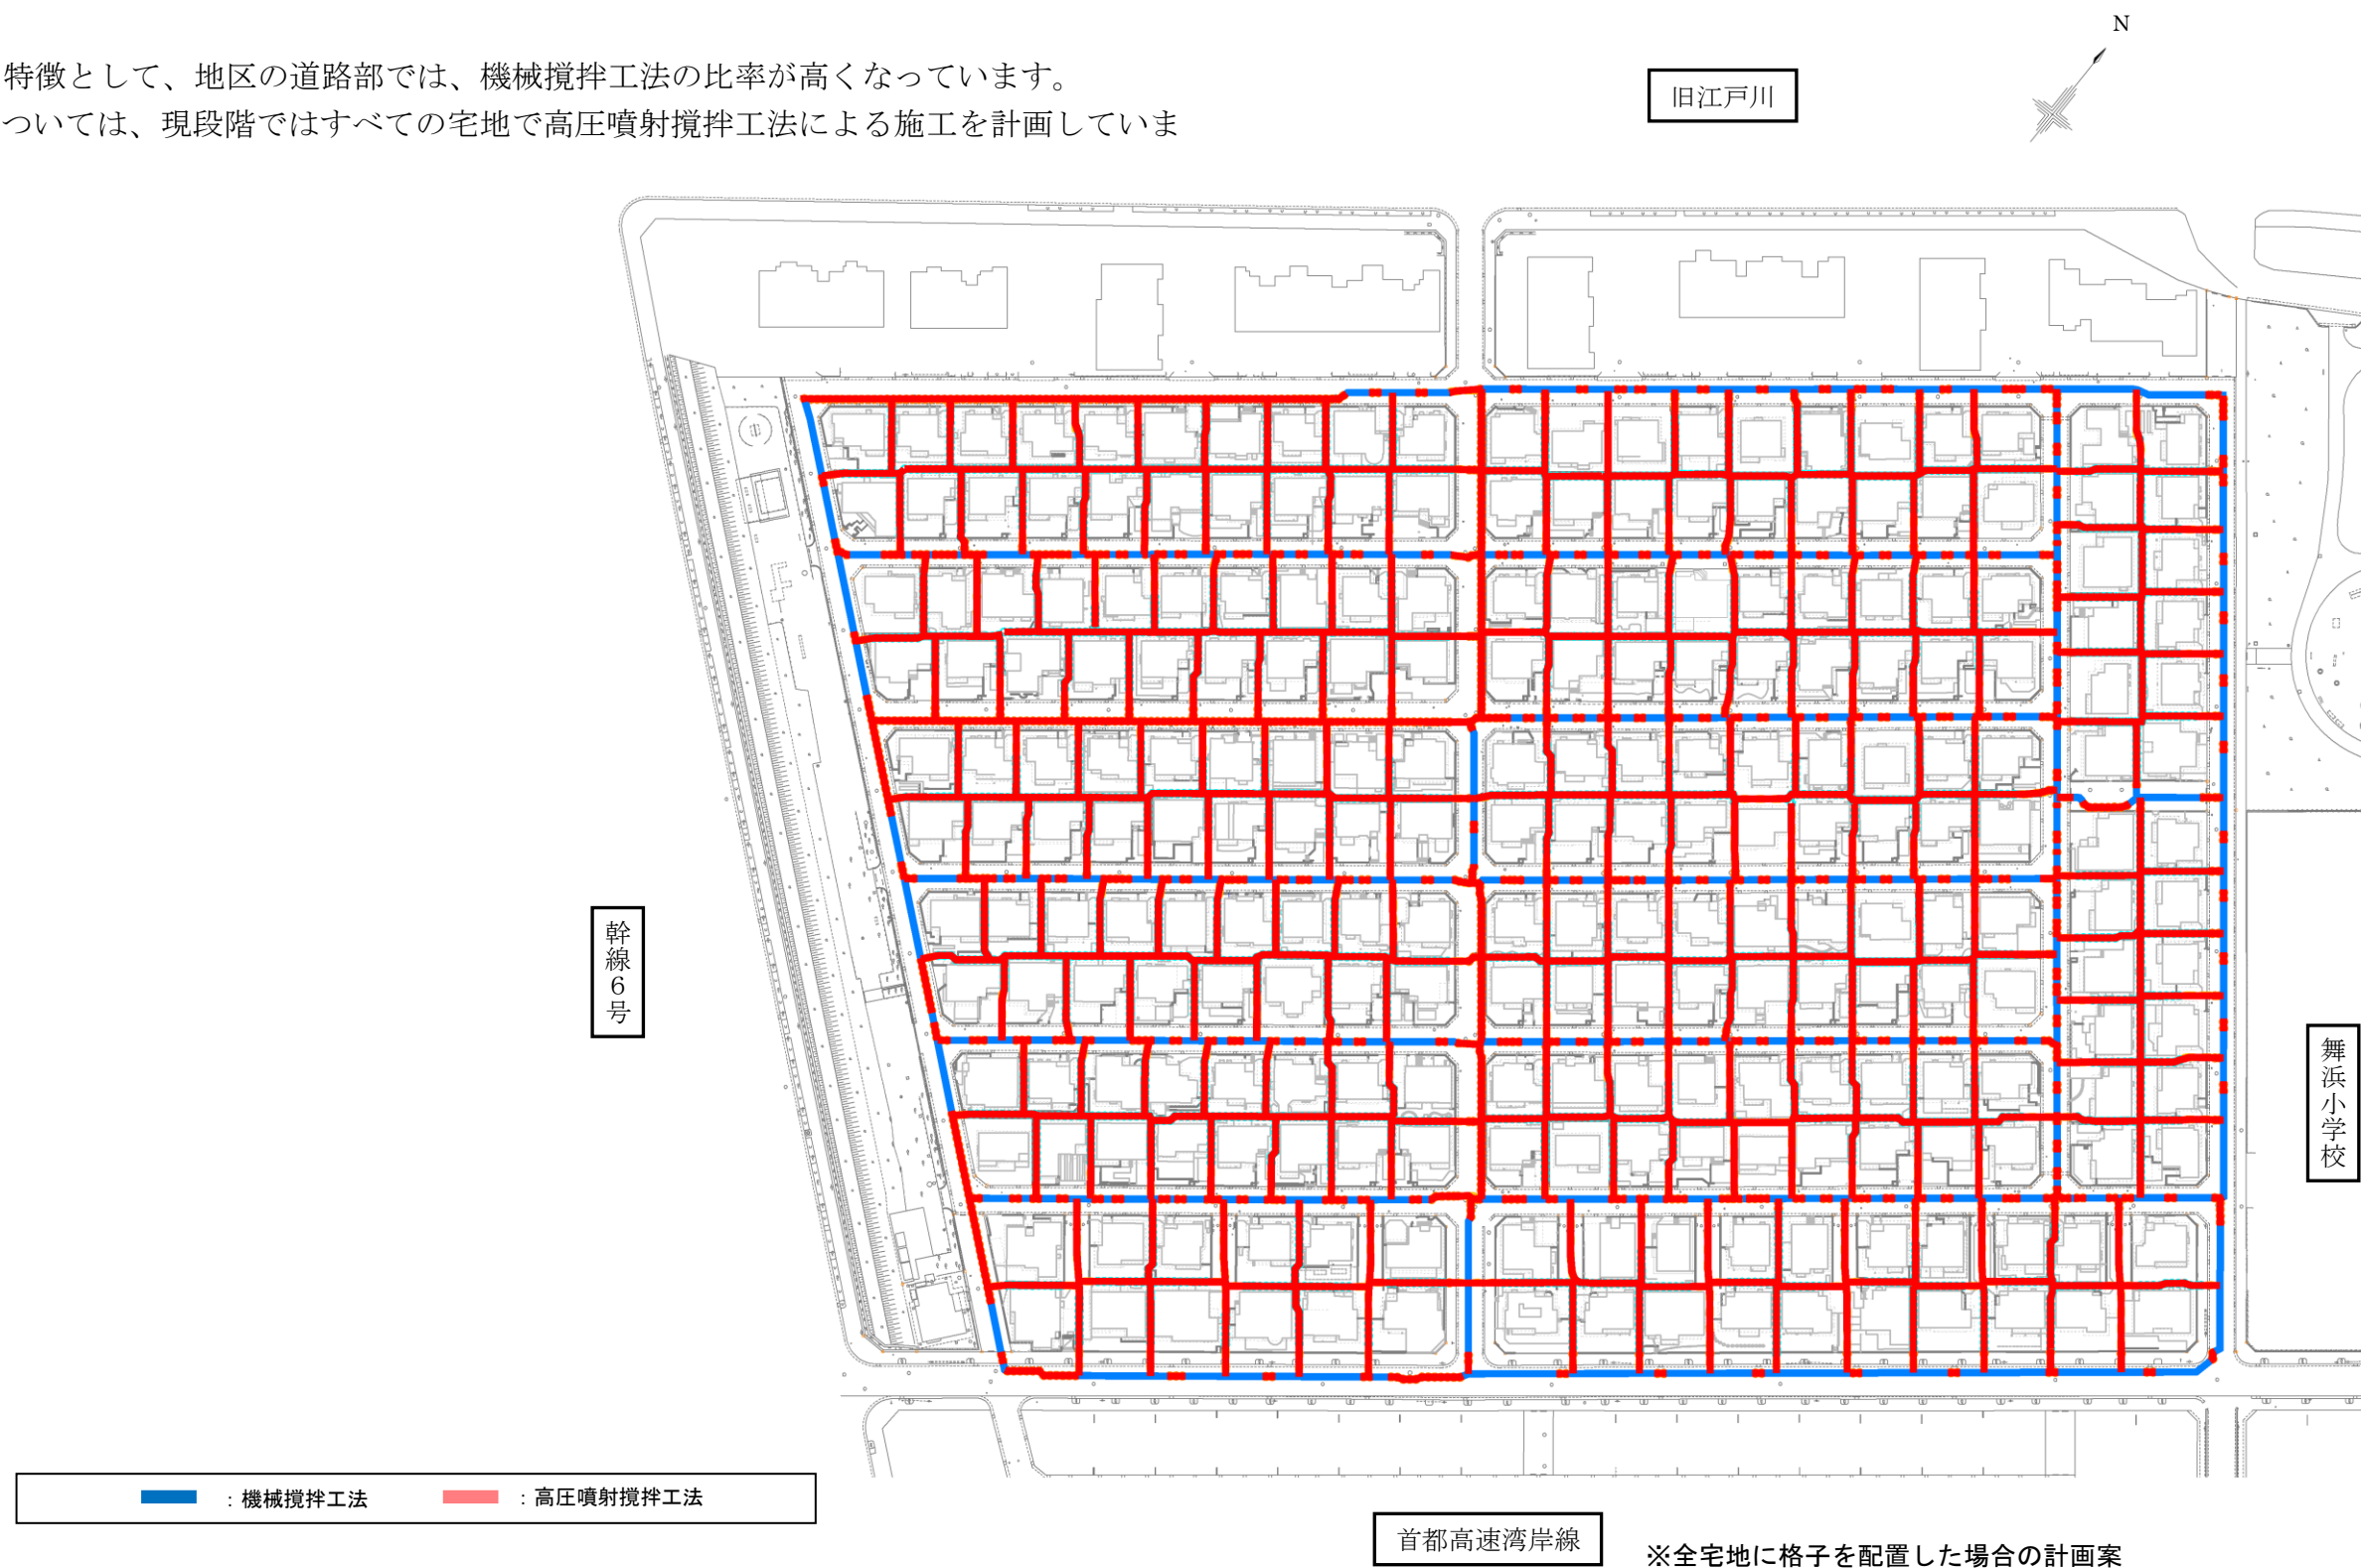 N
特徴として、地区の道路部では、機械撹拌工法の比率が高くなっています。
ついては、現段階ではすべての宅地で高圧噴射撹拌工法による施工を計画していま
旧江戸川
幹線６号
舞浜小学校
：機械撹拌工法
：高圧噴射撹拌工法
首都高速湾岸線
※全宅地に格子を配置した場合の計画案